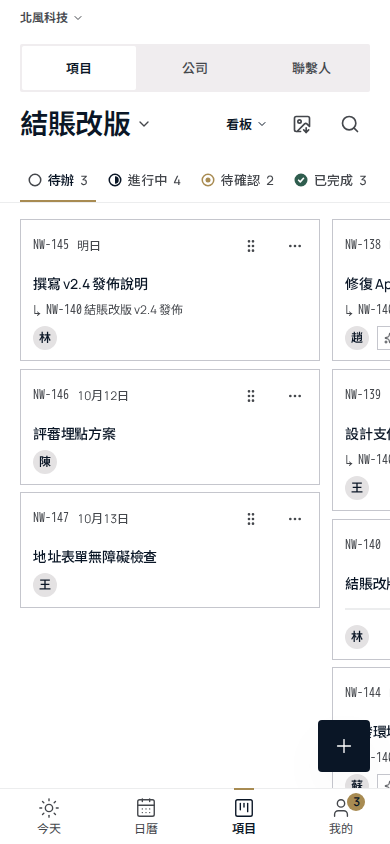 北風科技
項目
公司
聯繫人
結賬改版
看板
待辦 3
進行中 4
待確認 2
已完成 3
NW-145 明日
撰寫 v2.4 發佈說明
↳ NW-140 結賬改版 v2.4 發佈
林
NW-146 10月12日
評審埋點方案
陳
NW-147 10月13日
地址表單無障礙檢查
王
NW-138
修復 Ap
↳ NW-14
趙
NW-139
設計支
↳ NW-14
王
NW-140
結賬改
林
NW-144
環
蘇
今天
日曆
項目
我的
3